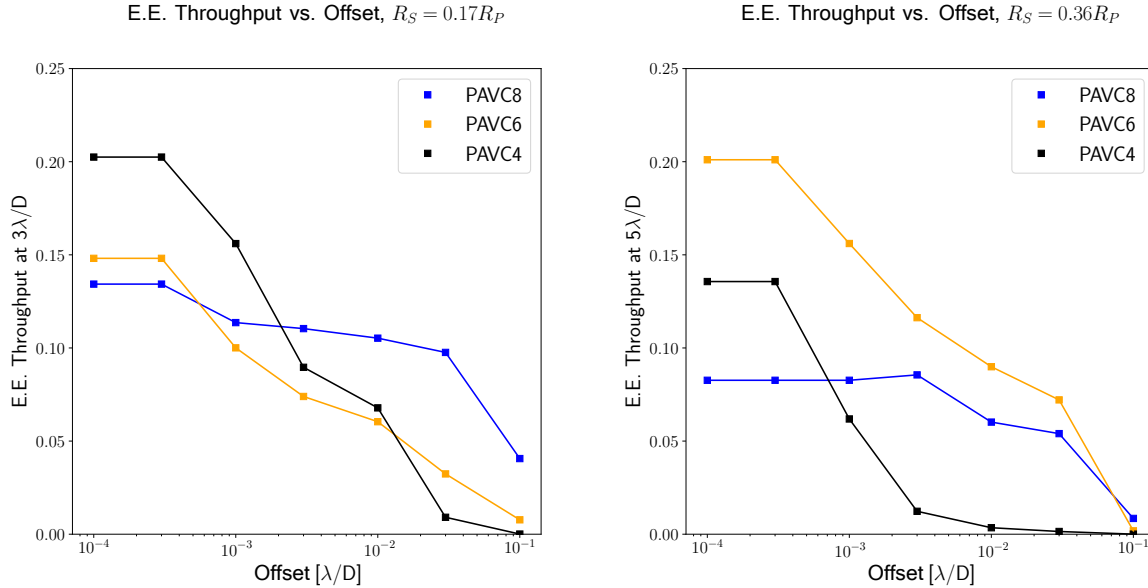 E.E. Throughput vs. Offset, $R_S = 0.17R_P$
E.E. Throughput at 3λ/D
0.25
0.20
0.15
0.10
0.05
0.00
PAVC8
PAVC6
PAVC4
10⁻⁴
10⁻³
10⁻²
10⁻¹
Offset [λ/D]
E.E. Throughput vs. Offset, $R_S = 0.36R_P$
E.E. Throughput at 5λ/D
0.25
0.20
0.15
0.10
0.05
0.00
PAVC8
PAVC6
PAVC4
10⁻⁴
10⁻³
10⁻²
10⁻¹
Offset [λ/D]